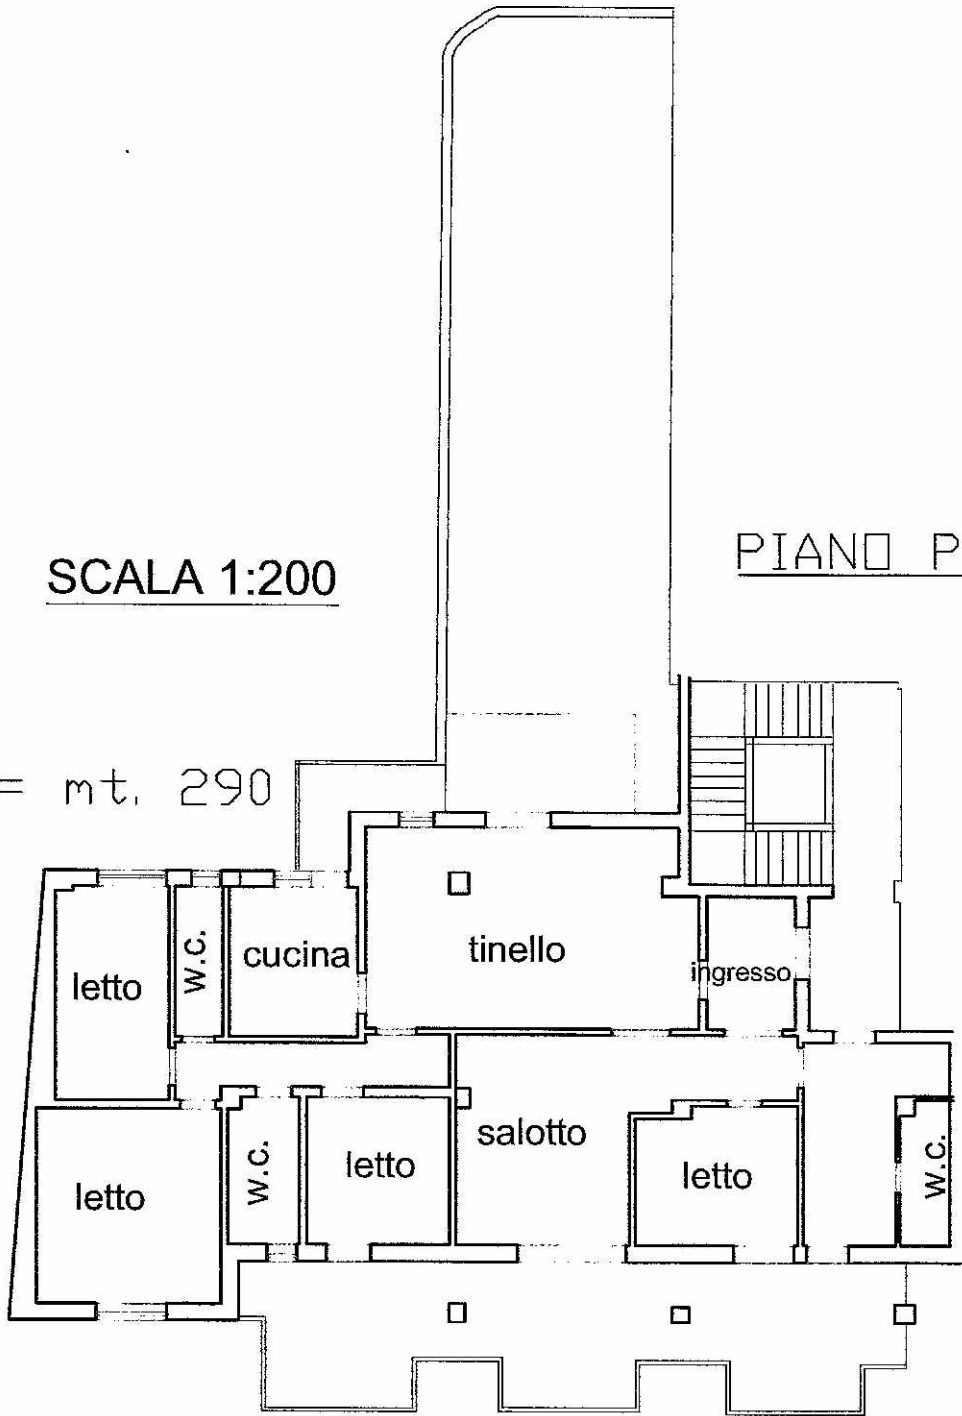 SCALA 1:200
PIANO P
= mt. 290
letto
w.c.
cucina
tinello
ingresso
letto
w.c.
letto
salotto
letto
w.c.